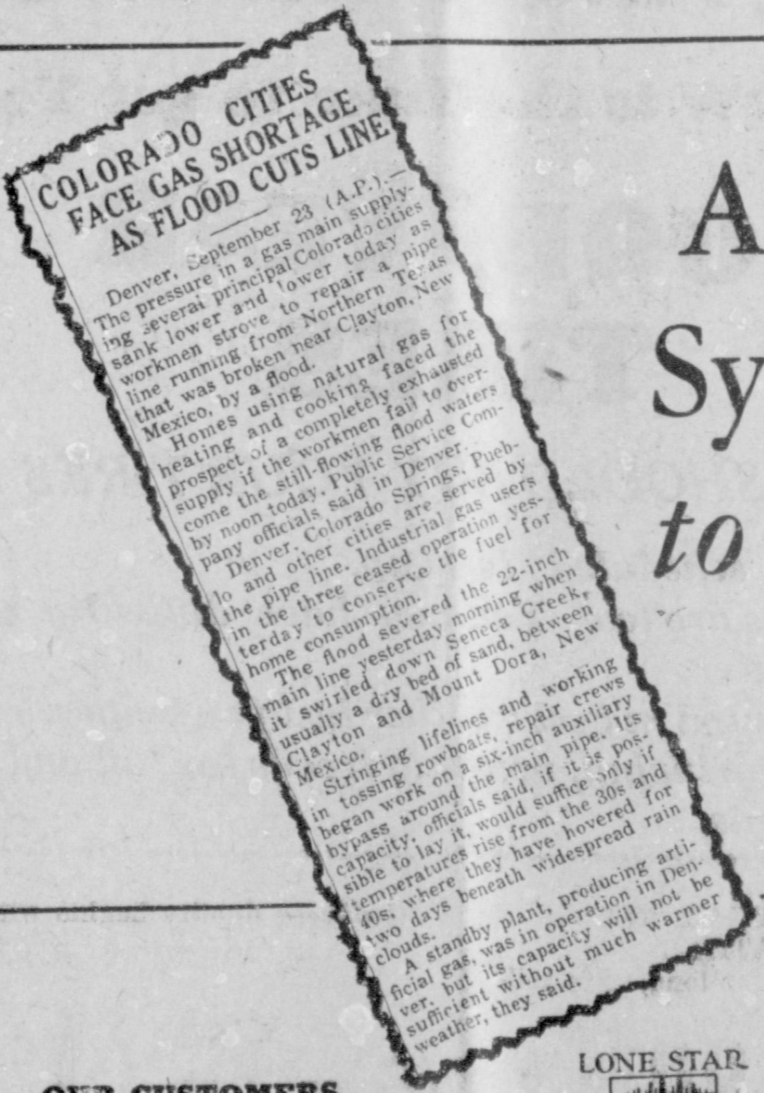 COLORADO CITIES
FACE GAS SHORTAGE
AS FLOOD CUTS LINE
Denver, September 23 (A.P.).—
The pressure in a gas main supply-
ing several principal Colorado cities
sank lower and lower today as
workmen strove to repair a pipe
line running from Northern Texas
that was broken near Clayton, New
Mexico, by a flood.
Homes using natural gas for
heating and cooking faced the
prospect of a completely exhausted
supply if the workmen fail to over-
come the still-flowing flood waters
by noon today, Public Service Com-
pany officials said in Denver.
Denver, Colorado Springs, Pueb-
lo and other cities are served by
the pipe line. Industrial gas users
in the three ceased operation yes-
terday to conserve the fuel for
home consumption.
The flood severed the 22-inch
main line yesterday morning when
it swirled down Seneca Creek,
usually a dry bed of sand, between
Clayton and Mount Dora, New
Mexico.
Stringing lifelines and working
in tossing rowboats, repair crews
began work on a six-inch auxiliary
bypass around the main pipe. Its
capacity, officials said, if it is pos-
sible to lay it, would suffice only if
temperatures rise from the 30s and
40s, where they have hovered for
two days beneath widespread rain
clouds.
A standby plant, producing arti-
ficial gas, was in operation in Den-
ver, but its capacity will not be
sufficient without much warmer
weather, they said.
A
Sy
to
OUR CUSTOMERS
LONE STAR